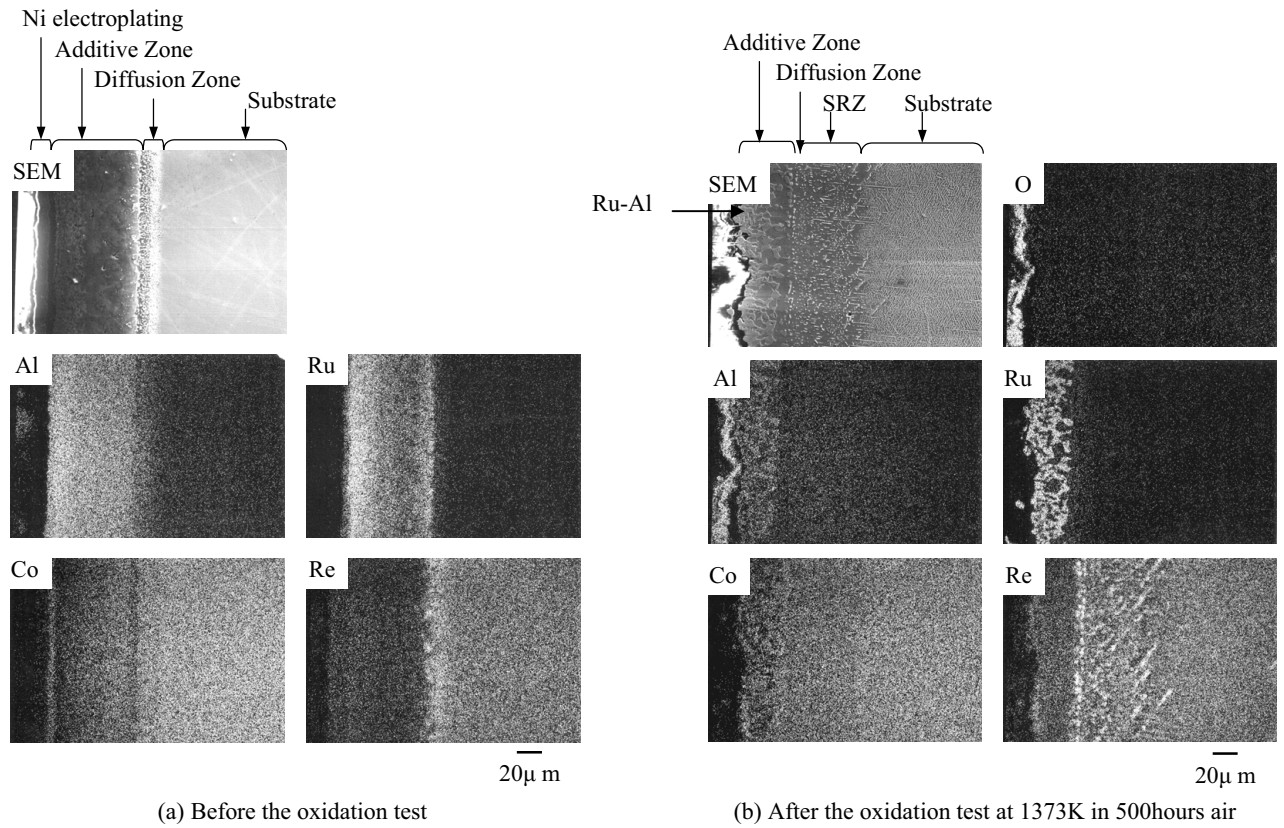 Ni electroplating
Additive Zone
Diffusion Zone
Substrate
SEM
Al
Ru
Co
Re
20μ m
(a) Before the oxidation test
Additive Zone
Diffusion Zone
SRZ
Substrate
SEM
O
Ru-Al
Al
Ru
Co
Re
20μ m
(b) After the oxidation test at 1373K in 500hours air